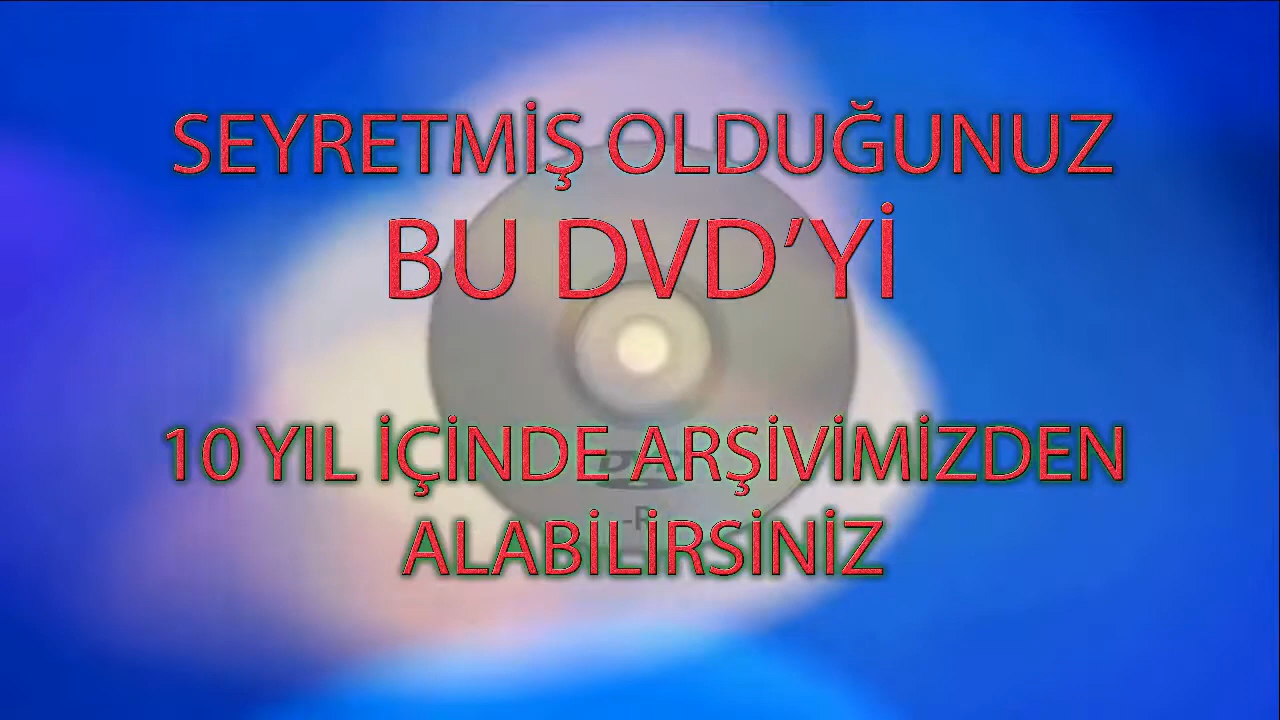 SEYRETMİŞ OLDUĞUNUZ
BU DVD'Yİ
10 YIL İÇİNDE ARŞİVİMİZDEN
ALABİLİRSİNİZ